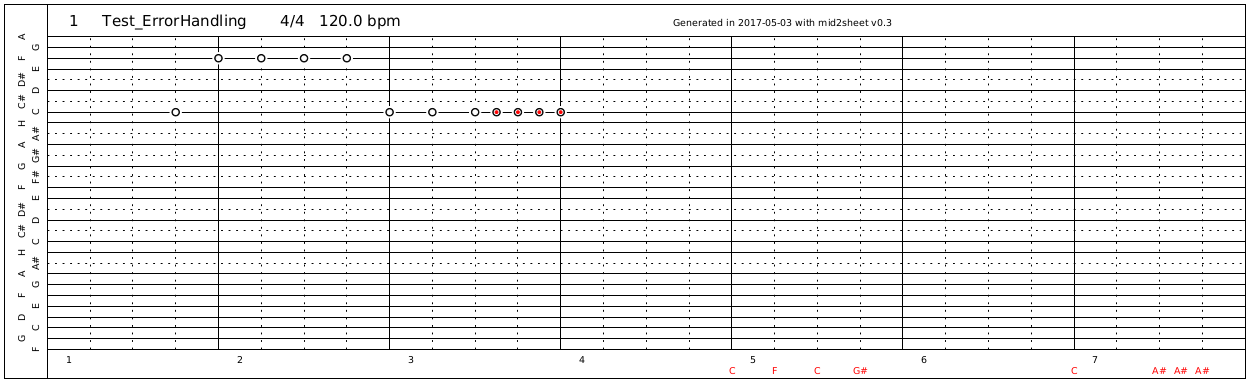 1 Test_ErrorHandling 4/4 120.0 bpm Generated in 2017-05-03 with mid2sheet v0.3
A
G
F
E
D#
D
C#
C
H
A#
A
G#
G
F#
F
E
D#
D
C#
C
H
A#
A
G
F
E
D
C
G
F
1 2 3 4 5 6 7
C F C G# C A# A# A#